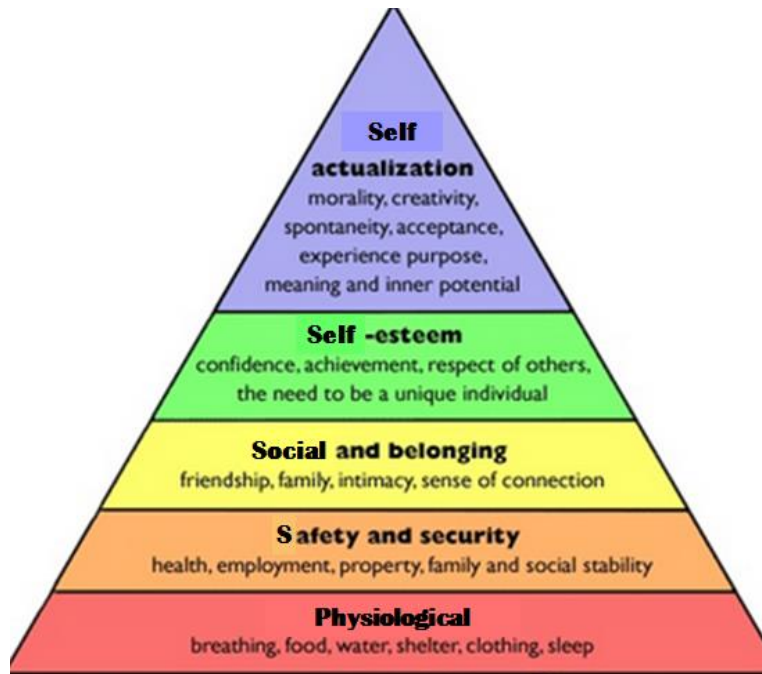 Self
actualization
morality, creativity,
spontaneity, acceptance,
experience purpose,
meaning and inner potential
Self -esteem
confidence, achievement, respect of others,
the need to be a unique individual
Social and belonging
friendship, family, intimacy, sense of connection
Safety and security
health, employment, property, family and social stability
Physiological
breathing, food, water, shelter, clothing, sleep